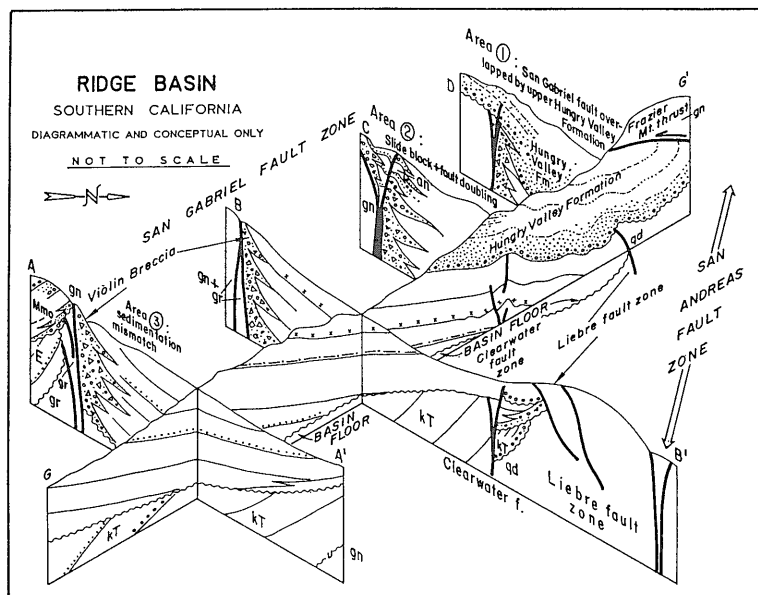 RIDGE BASIN
SOUTHERN CALIFORNIA
DIAGRAMMATIC AND CONCEPTUAL ONLY
NOT TO SCALE
N
SAN GABRIEL FAULT ZONE
Area ①: San Gabriel fault over-
lapped by upper Hungry Valley
Formation
G'
D
gn
Frazier
Mt. thrust
Hungry
Valley
Fm.
Area ②:
Slide block + fault doubling
C
gn
gn
Hungry Valley Formation
qd
SAN
ANDREAS
FAULT
ZONE
B
Violin Breccia
gn +
gr
A
gn
Mmo
E
gr
gr
Area ③:
sedimentation
mismatch
BASIN FLOOR
Clearwater
fault
zone
Liebre fault zone
BASIN
FLOOR
kT
kT
qd
B'
Clearwater f.
Liebre fault
zone
G
A'
kT
kT
gn